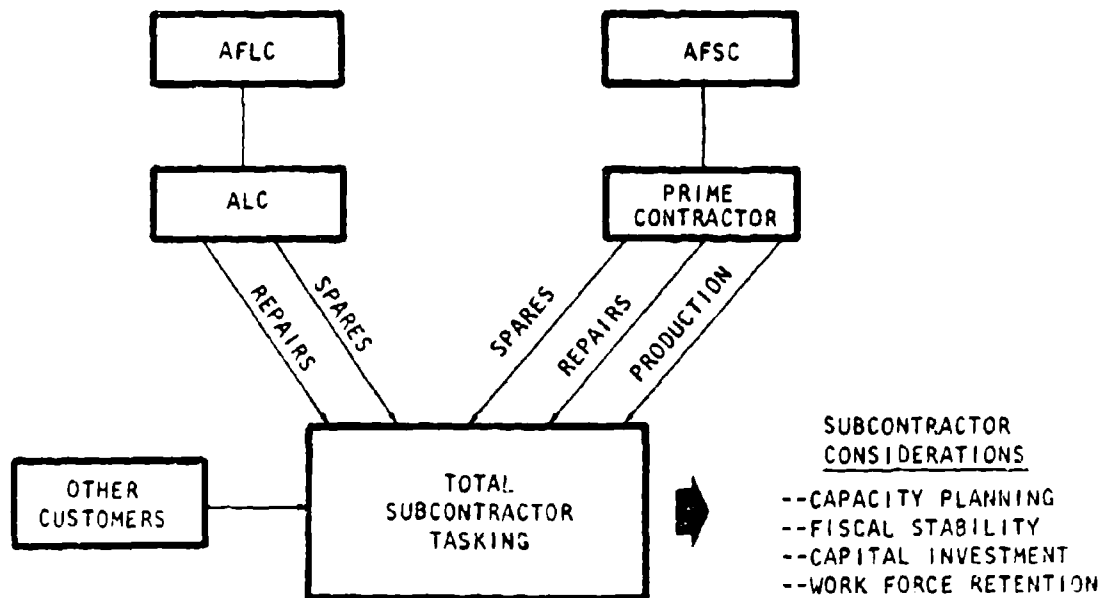 AFLC
AFSC
ALC
PRIME
CONTRACTOR
REPAIRS
SPARES
SPARES
REPAIRS
PRODUCTION
OTHER
CUSTOMERS
TOTAL
SUBCONTRACTOR
TASKING
SUBCONTRACTOR
CONSIDERATIONS
--CAPACITY PLANNING
--FISCAL STABILITY
--CAPITAL INVESTMENT
--WORK FORCE RETENTION